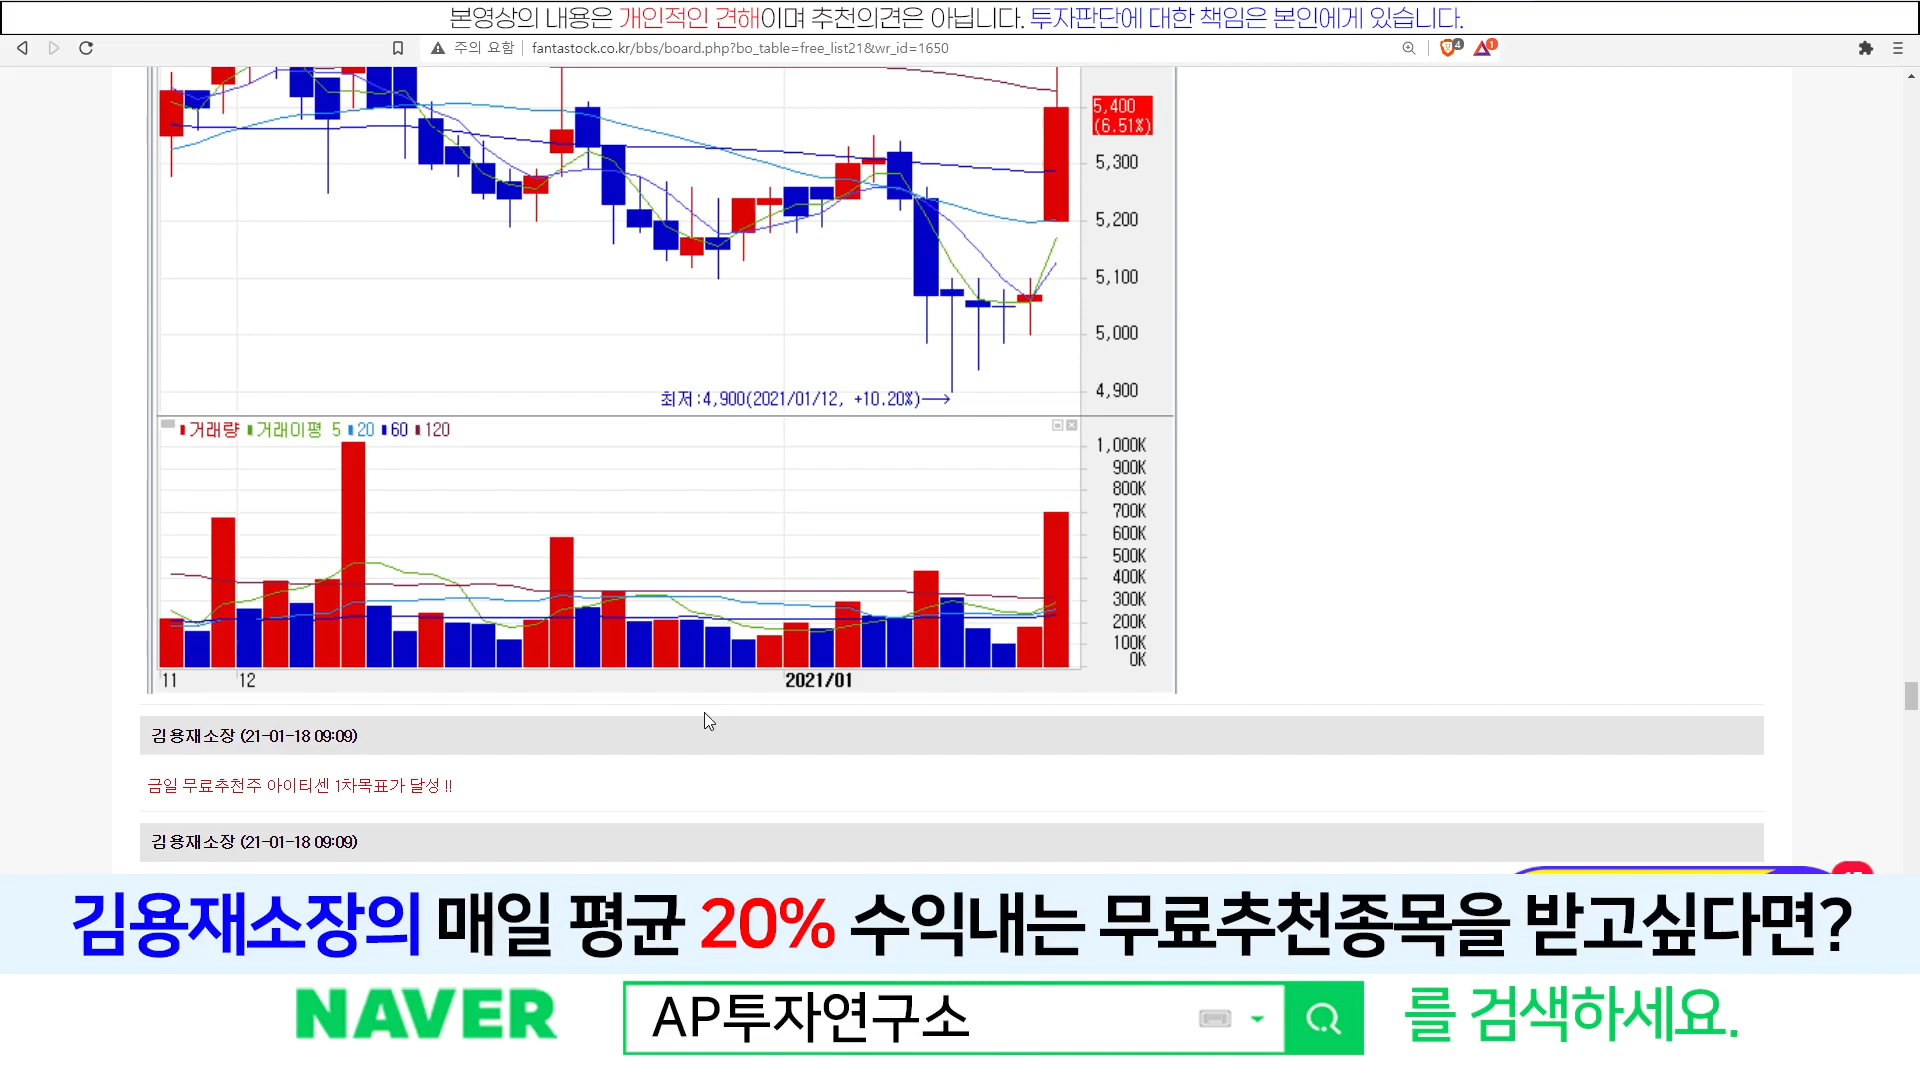 본영상의 내용은 개인적인 견해이며 추천의견은 아닙니다. 투자판단에 대한 책임은 본인에게 있습니다.
주의 요함 fantastock.co.kr/bbs/board.php?bo_table=free_list21&wr_id=1650
4
1
5,400
(6.51%)
5,300
5,200
5,100
5,000
4,900
최저:4,900(2021/01/12, +10.20%)
거래량 거래이평 5 20 60 120
1,000K
900K
800K
700K
600K
500K
400K
300K
200K
100K
0K
11 12 2021/01
김용재소장 (21-01-18 09:09)
금일 무료추천주 아이티센 1차목표가 달성 !!
김용재소장 (21-01-18 09:09)
김용재소장의 매일 평균 20% 수익내는 무료추천종목을 받고싶다면?
NAVER AP투자연구소 를 검색하세요.